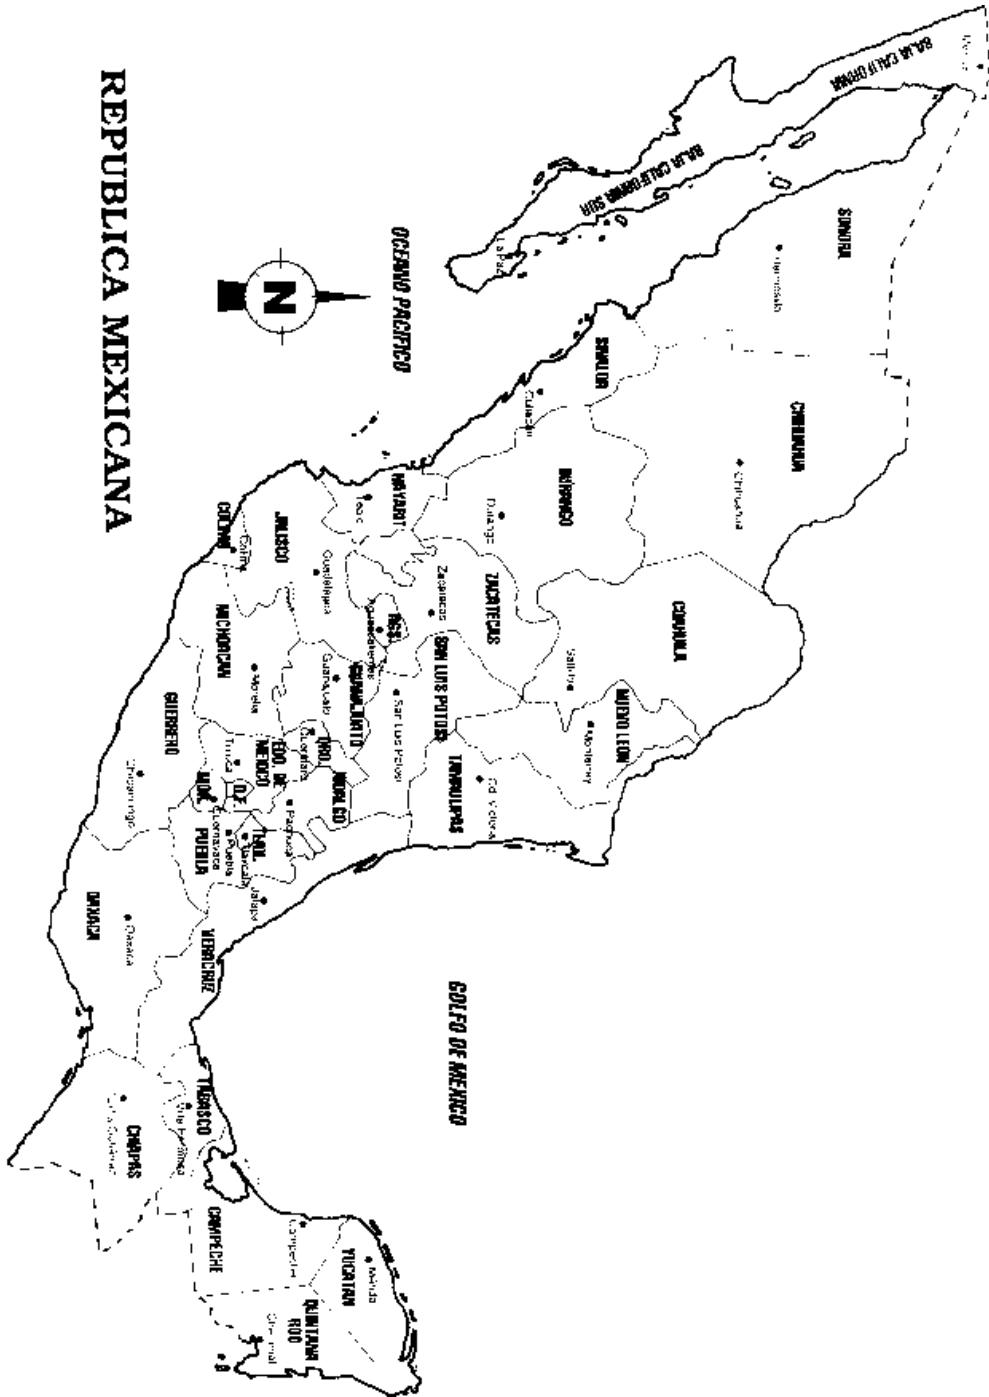 REPUBLICA MEXICANA
OCEANO PACIFICO
GOLFO DE MEXICO
N
BAJA CALIFORNIA
BAJA CALIFORNIA SUR
La Paz
SONORA
Hermosillo
CHIHUAHUA
Chihuahua
SINALOA
Culiacan
DURANGO
Durango
COAHUILA
Saltillo
NUEVO LEON
Monterrey
ZACATECAS
Zacatecas
SAN LUIS POTOSI
San Luis Potosi
TAMAULIPAS
Cd. Victoria
NAYARIT
Tepic
AGS.
Aguascalientes
JALISCO
Guadalajara
COLIMA
Colima
GUANAJUATO
Guanajuato
QRO.
Queretaro
HIDALGO
Pachuca
MICHOACAN
Morelia
EDO. DE
MEXICO
Toluca
D.F.
MOR.
Cuernavaca
TLAX.
Tlaxcala
PUEBLA
Puebla
GUERRERO
Chilpancingo
VERACRUZ
Jalapa
OAXACA
Oaxaca
TABASCO
Villahermosa
CHIAPAS
CAMPECHE
Campeche
YUCATAN
Merida
QUINTANA
ROO
Chetumal